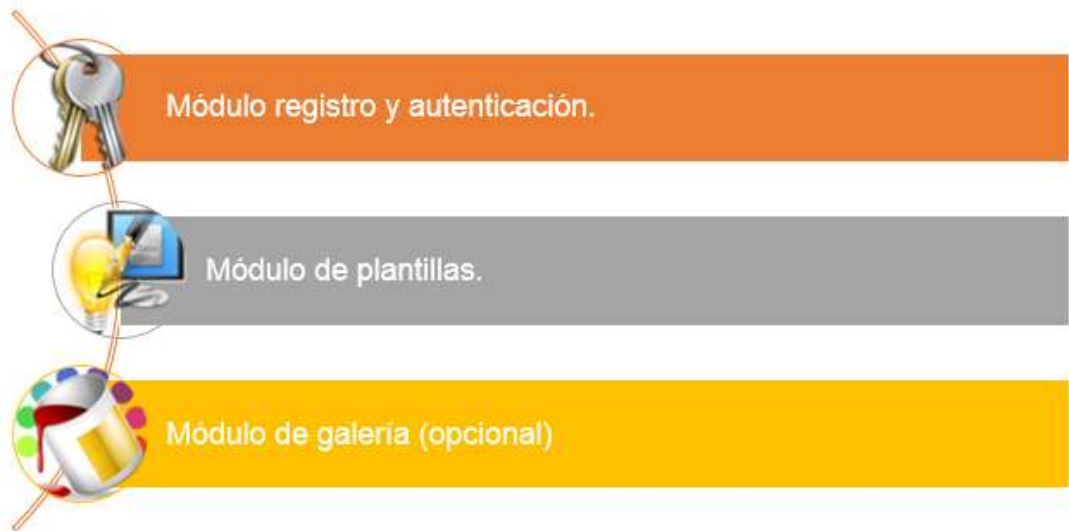 Módulo registro y autenticación.
Módulo de plantillas.
Módulo de galería (opcional)